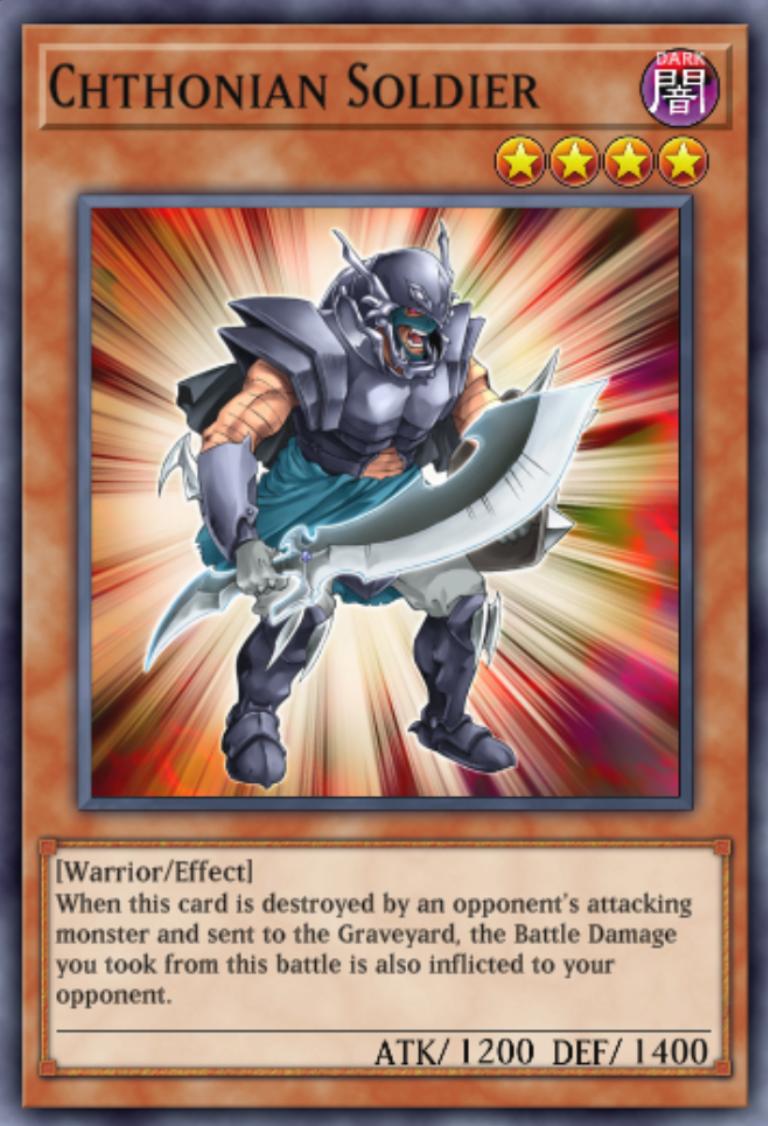 CHTHONIAN SOLDIER
DARK
闇
[Warrior/Effect]
When this card is destroyed by an opponent's attacking
monster and sent to the Graveyard, the Battle Damage
you took from this battle is also inflicted to your
opponent.
ATK/ 1200 DEF/ 1400